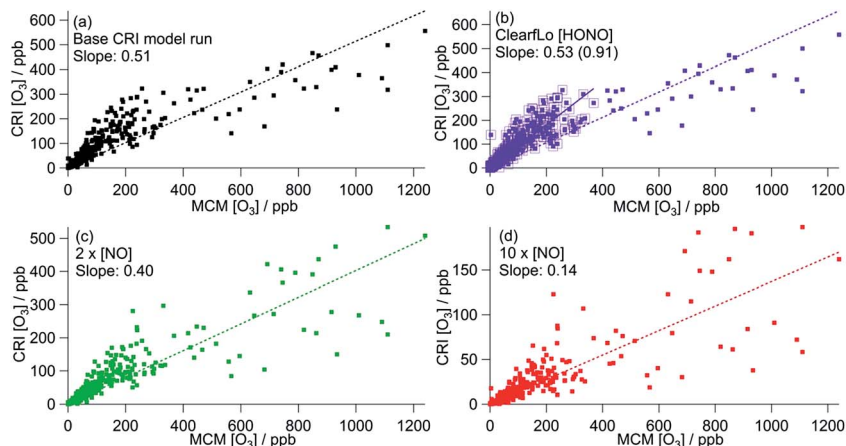 (a)
Base CRI model run
Slope: 0.51
CRI [O₃] / ppb
600
500
400
300
200
100
0
0 200 400 600 800 1000 1200
MCM [O₃] / ppb
(b)
ClearfLo [HONO]
Slope: 0.53 (0.91)
CRI [O₃] / ppb
600
500
400
300
200
100
0
0 200 400 600 800 1000 1200
MCM [O₃] / ppb
(c)
2 x [NO]
Slope: 0.40
CRI [O₃] / ppb
500
400
300
200
100
0
0 200 400 600 800 1000 1200
MCM [O₃] / ppb
(d)
10 x [NO]
Slope: 0.14
CRI [O₃] / ppb
150
100
50
0
0 200 400 600 800 1000 1200
MCM [O₃] / ppb